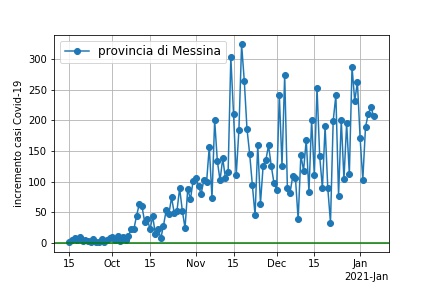 provincia di Messina
incremento casi Covid-19
300
250
200
150
100
50
0
15 Oct 15 Nov 15 Dec 15 Jan
2021-Jan